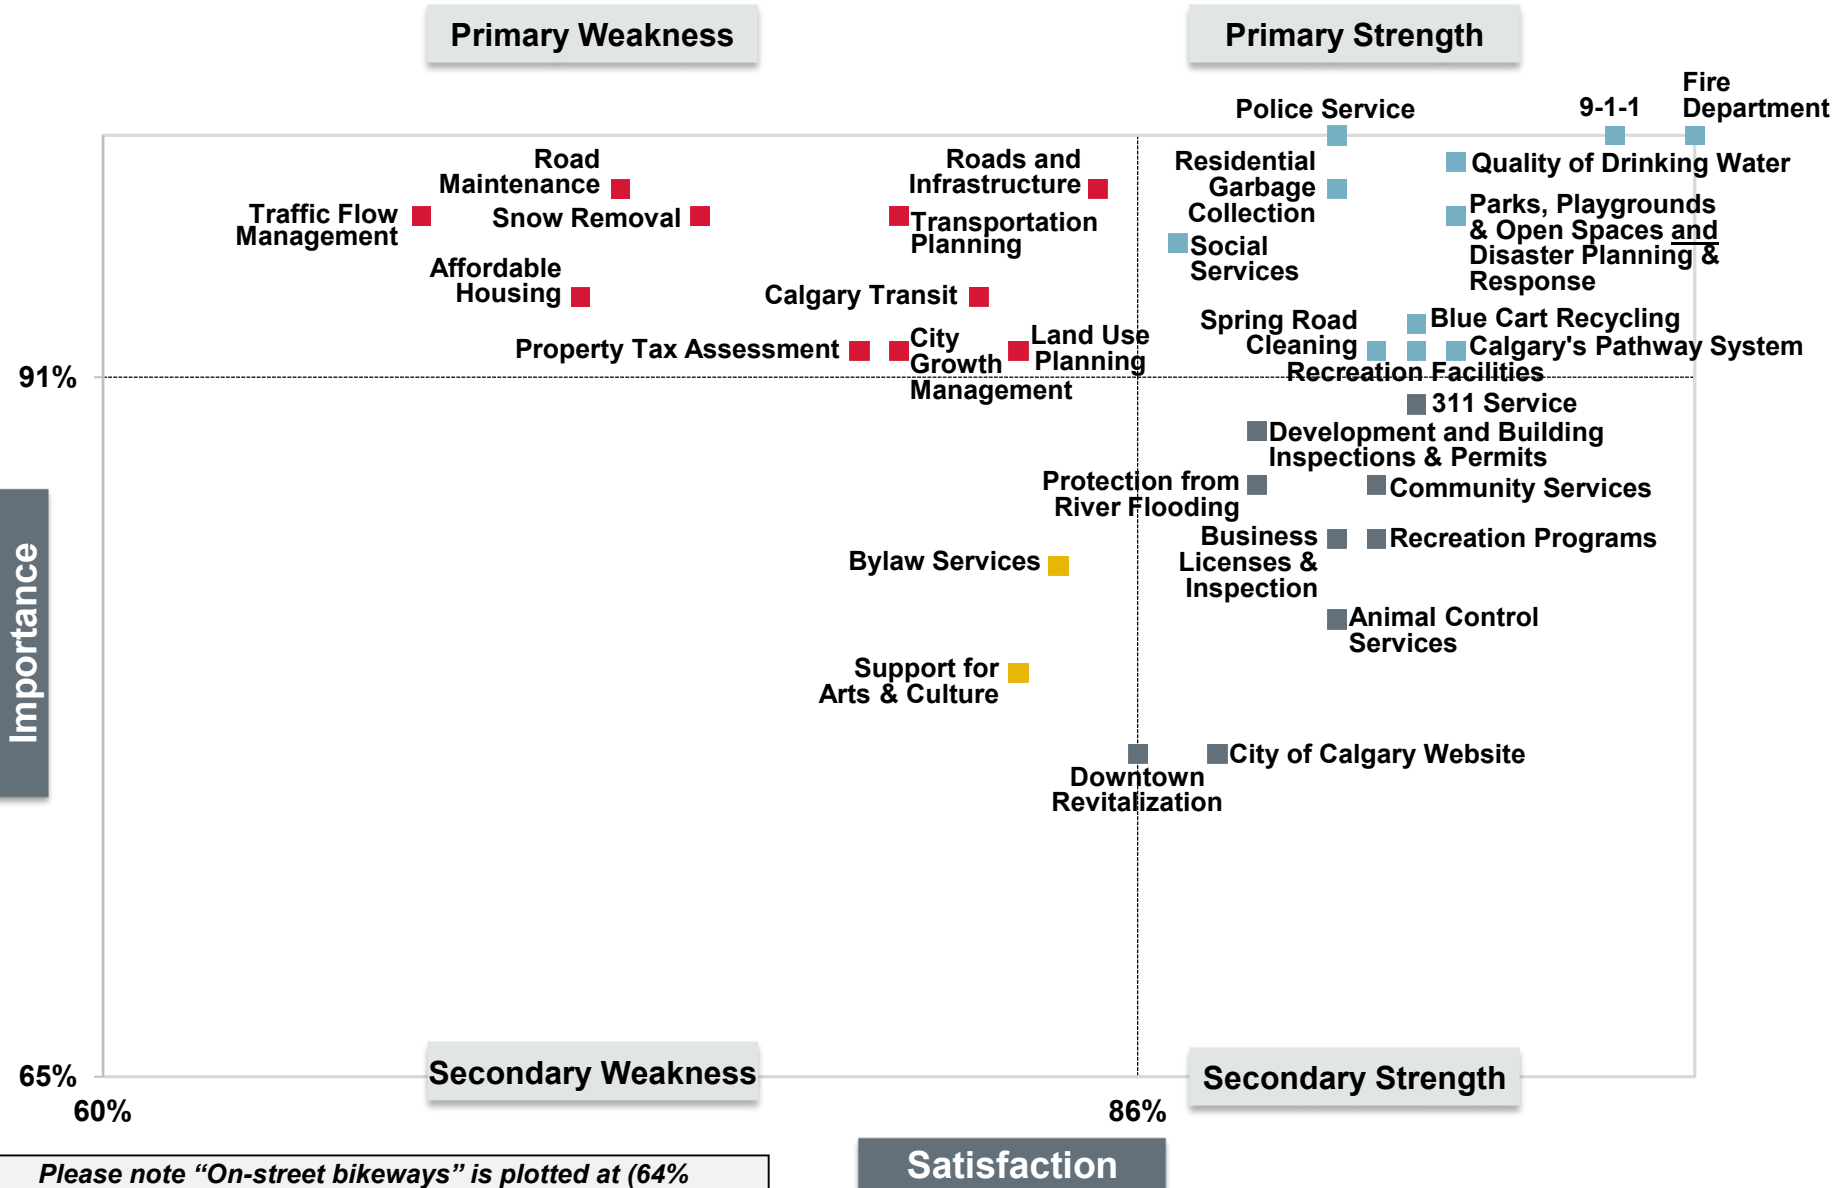 Primary Weakness
Primary Strength
Fire
Department
9-1-1
Police Service
Quality of Drinking Water
Residential
Garbage
Collection
Parks, Playgrounds
& Open Spaces and
Disaster Planning &
Response
Social
Services
Road
Maintenance
Roads and
Infrastructure
Traffic Flow
Management
Snow Removal
Transportation
Planning
Affordable
Housing
Calgary Transit
Property Tax Assessment
City
Growth
Management
Land Use
Planning
Spring Road
Cleaning
Blue Cart Recycling
Calgary's Pathway System
Recreation Facilities
91%
311 Service
Development and Building
Inspections & Permits
Protection from
River Flooding
Community Services
Business
Licenses &
Inspection
Recreation Programs
Bylaw Services
Animal Control
Services
Support for
Arts & Culture
City of Calgary Website
Downtown
Revitalization
Importance
Secondary Weakness
Secondary Strength
65%
60%
86%
Satisfaction
Please note “On-street bikeways” is plotted at (64%